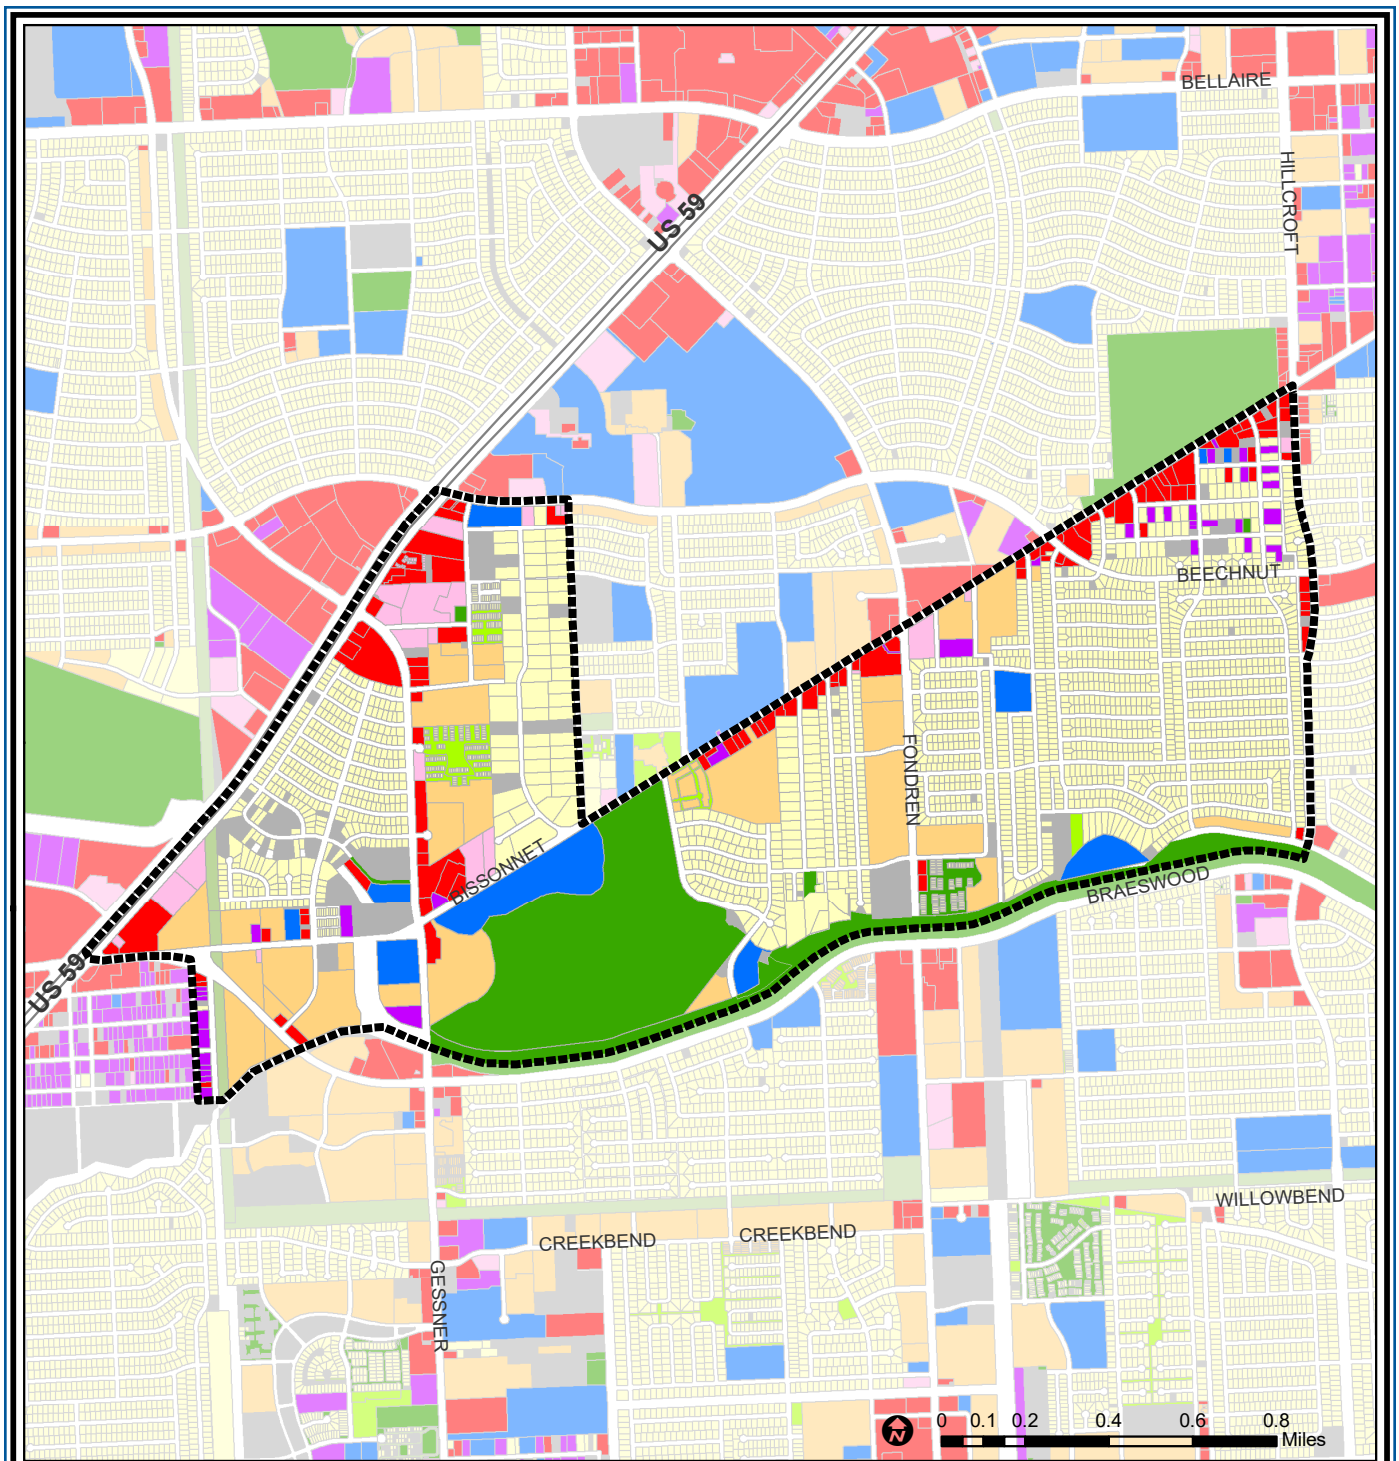 BELLAIRE
HILLCROFT
US 59
BEECHNUT
FONDREN
BISSONNET
BRAESWOOD
US 59
WILLOWBEND
CREEKBEND
CREEKBEND
GESSNER
N
0 0.1 0.2 0.4 0.6 0.8
Miles